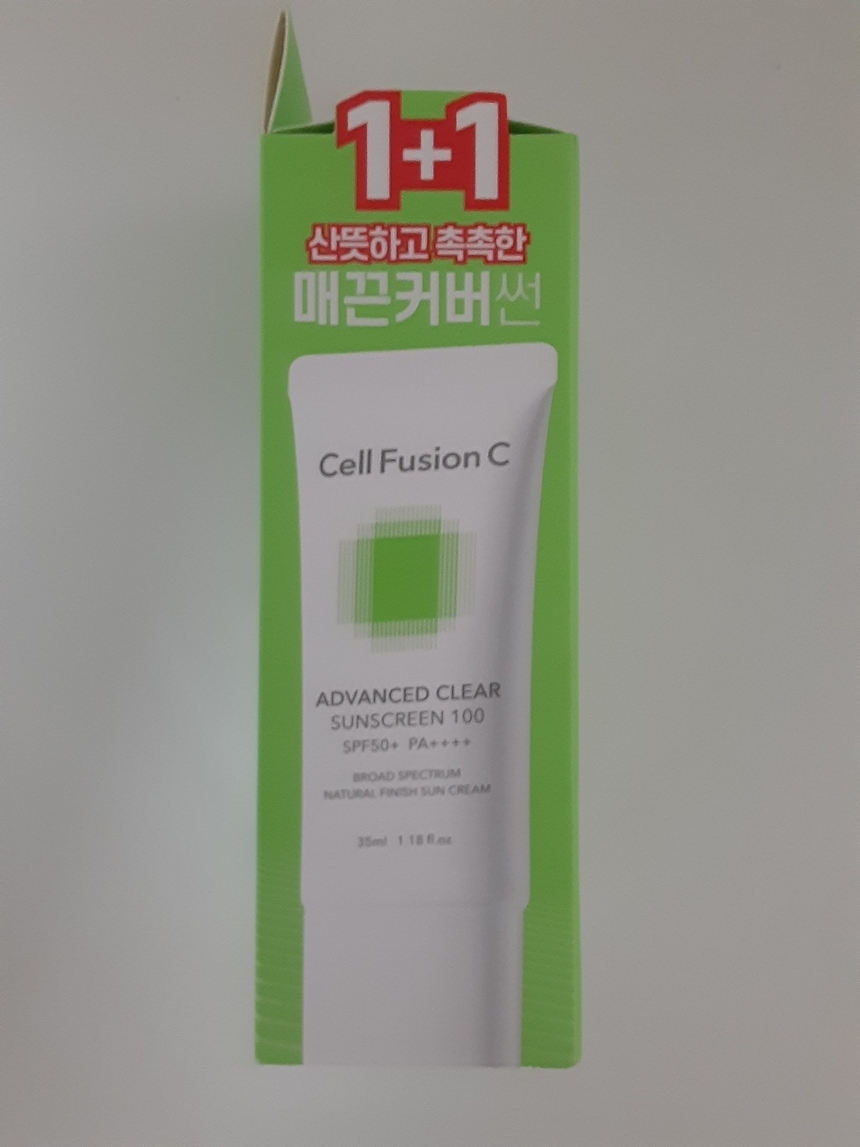 1+1
산뜻하고 촉촉한
매끈커버썬
Cell Fusion C
ADVANCED CLEAR
SUNSCREEN 100
SPF50+ PA++++
BROAD SPECTRUM
NATURAL FINISH SUN CREAM
35ml 1.18 fl.oz